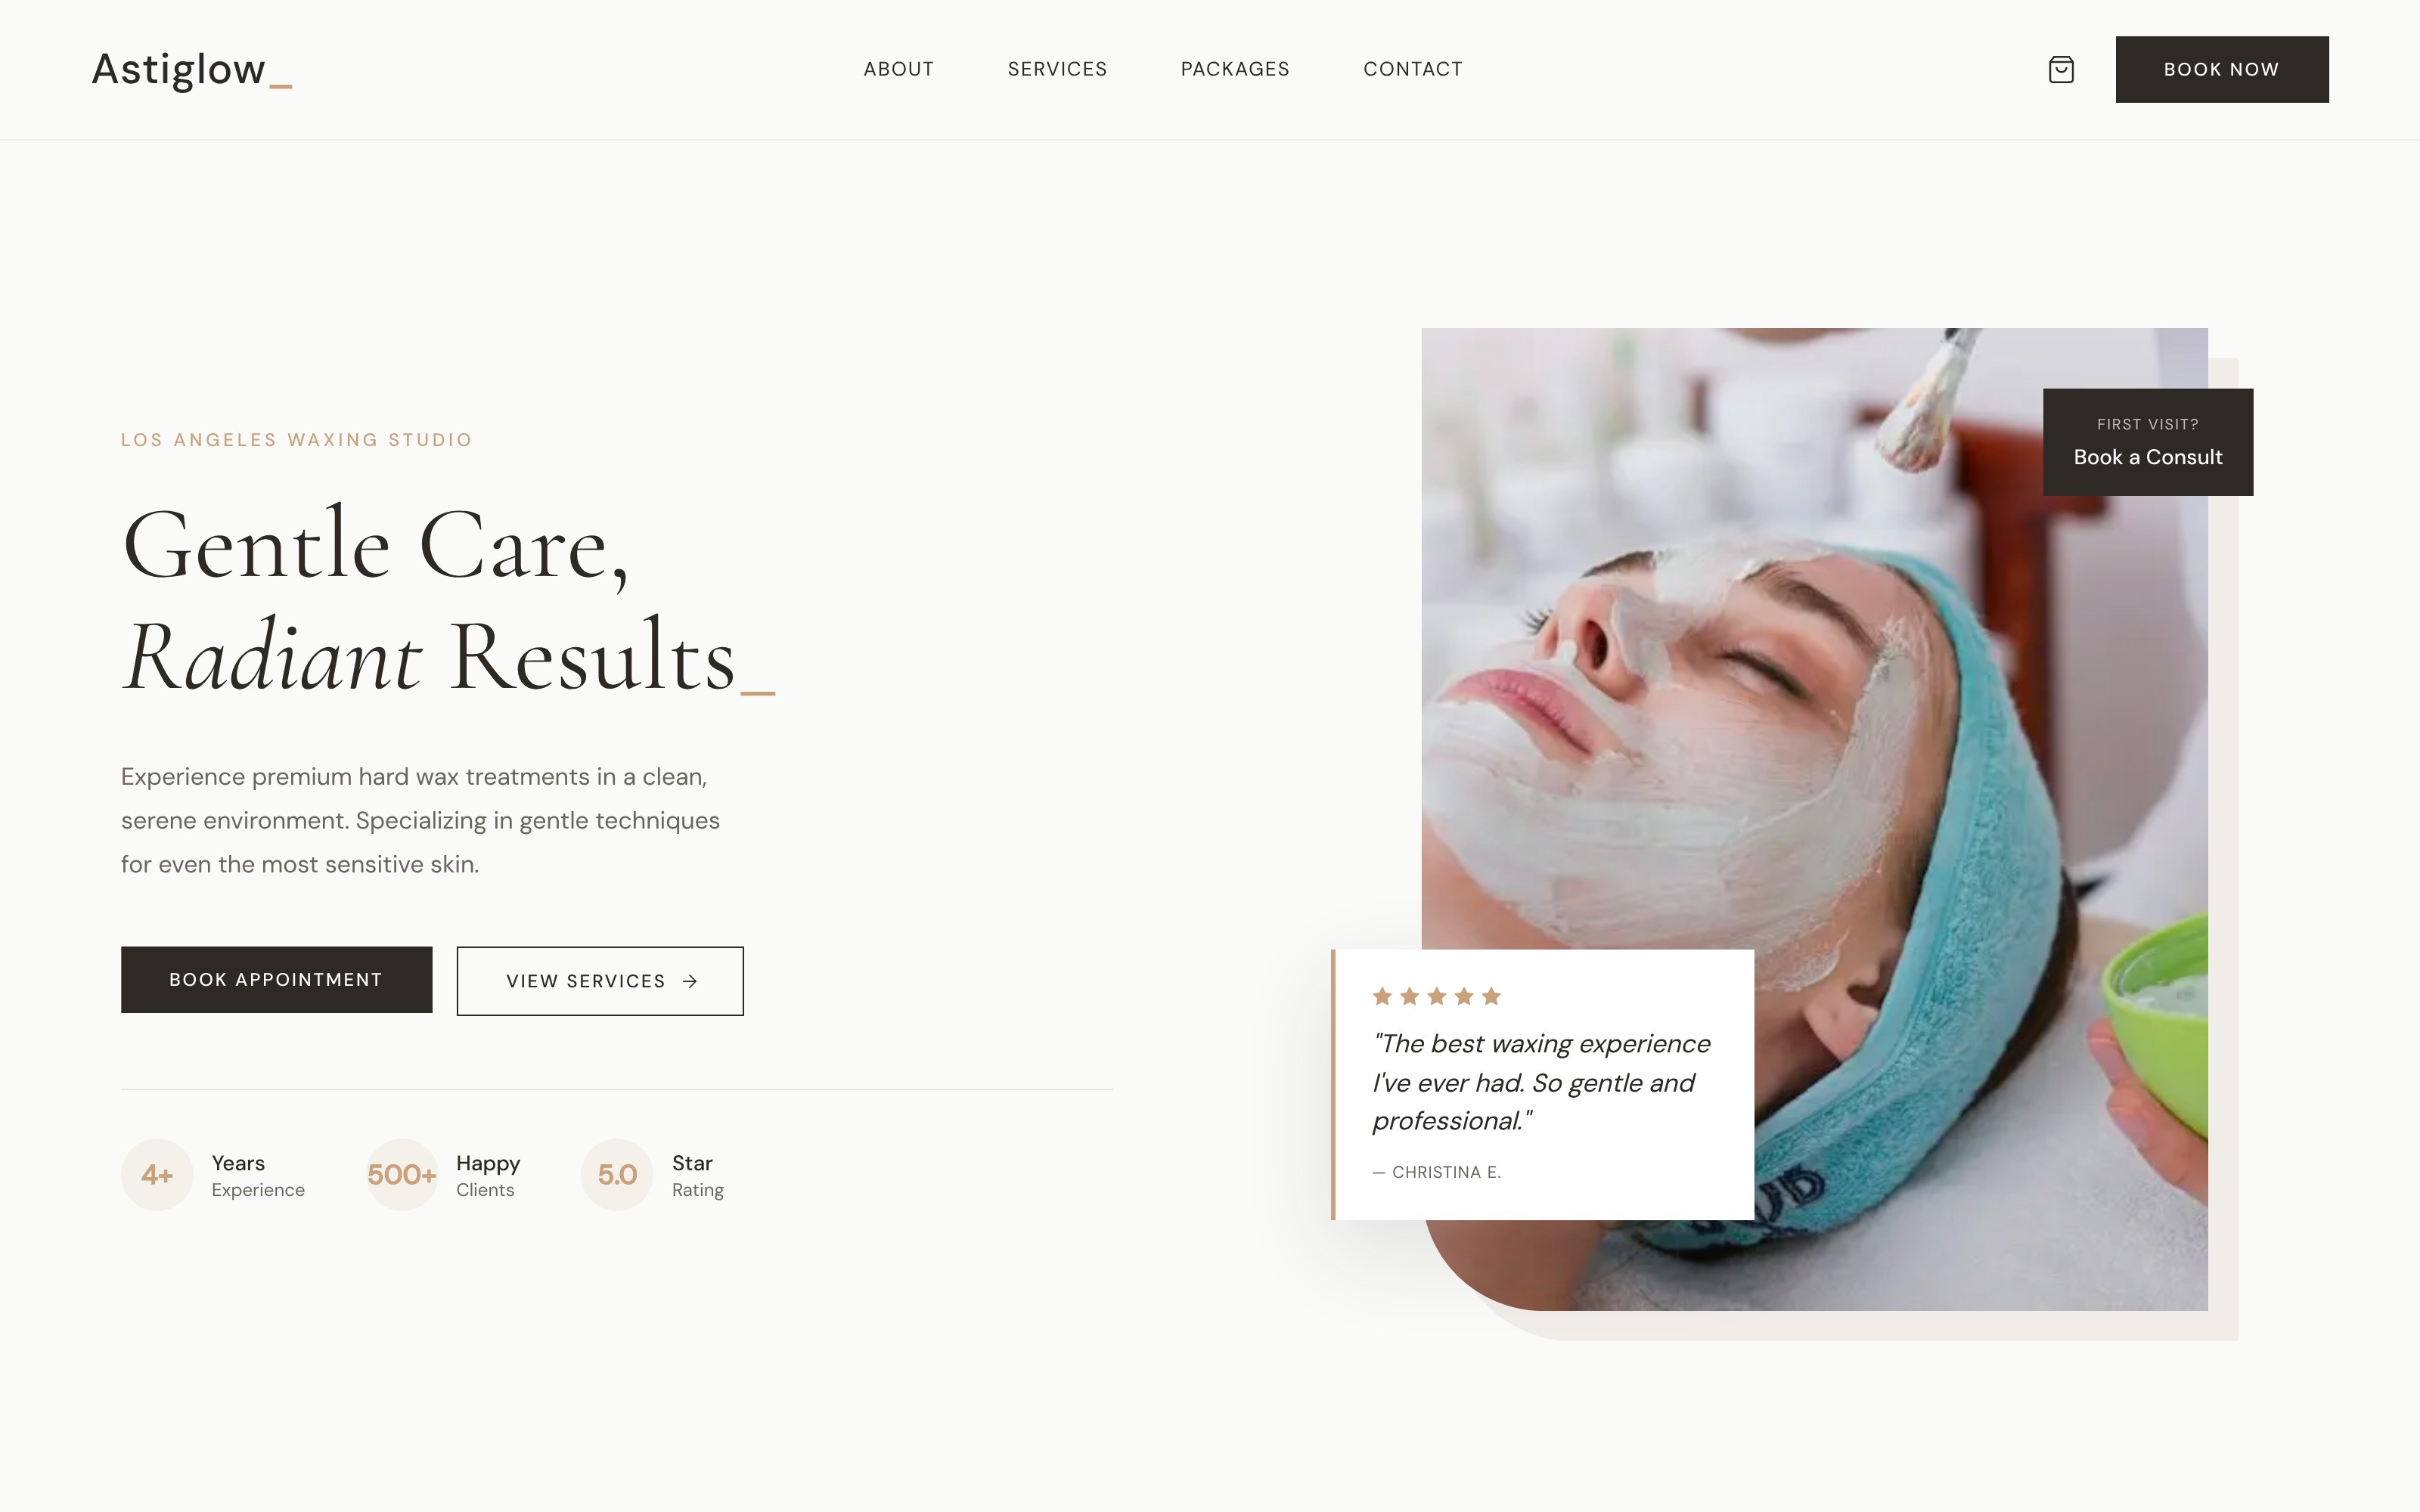 Astiglow_
ABOUT
SERVICES
PACKAGES
CONTACT
BOOK NOW
LOS ANGELES WAXING STUDIO
Gentle Care,
Radiant Results_
Experience premium hard wax treatments in a clean,
serene environment. Specializing in gentle techniques
for even the most sensitive skin.
BOOK APPOINTMENT
VIEW SERVICES →
4+
Years
Experience
500+
Happy
Clients
5.0
Star
Rating
FIRST VISIT?
Book a Consult
"The best waxing experience
I've ever had. So gentle and
professional."
— CHRISTINA E.